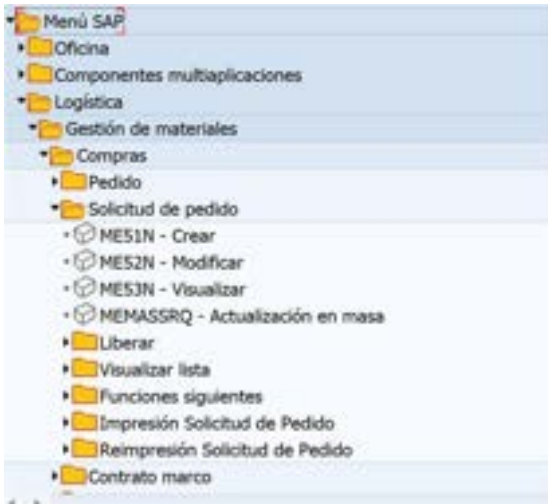 Menú SAP
Oficina
Componentes multiaplicaciones
Logística
Gestión de materiales
Compras
Pedido
Solicitud de pedido
ME51N - Crear
ME52N - Modificar
ME53N - Visualizar
MEMASSRQ - Actualización en masa
Liberar
Visualizar lista
Funciones siguientes
Impresión Solicitud de Pedido
Reimpresión Solicitud de Pedido
Contrato marco